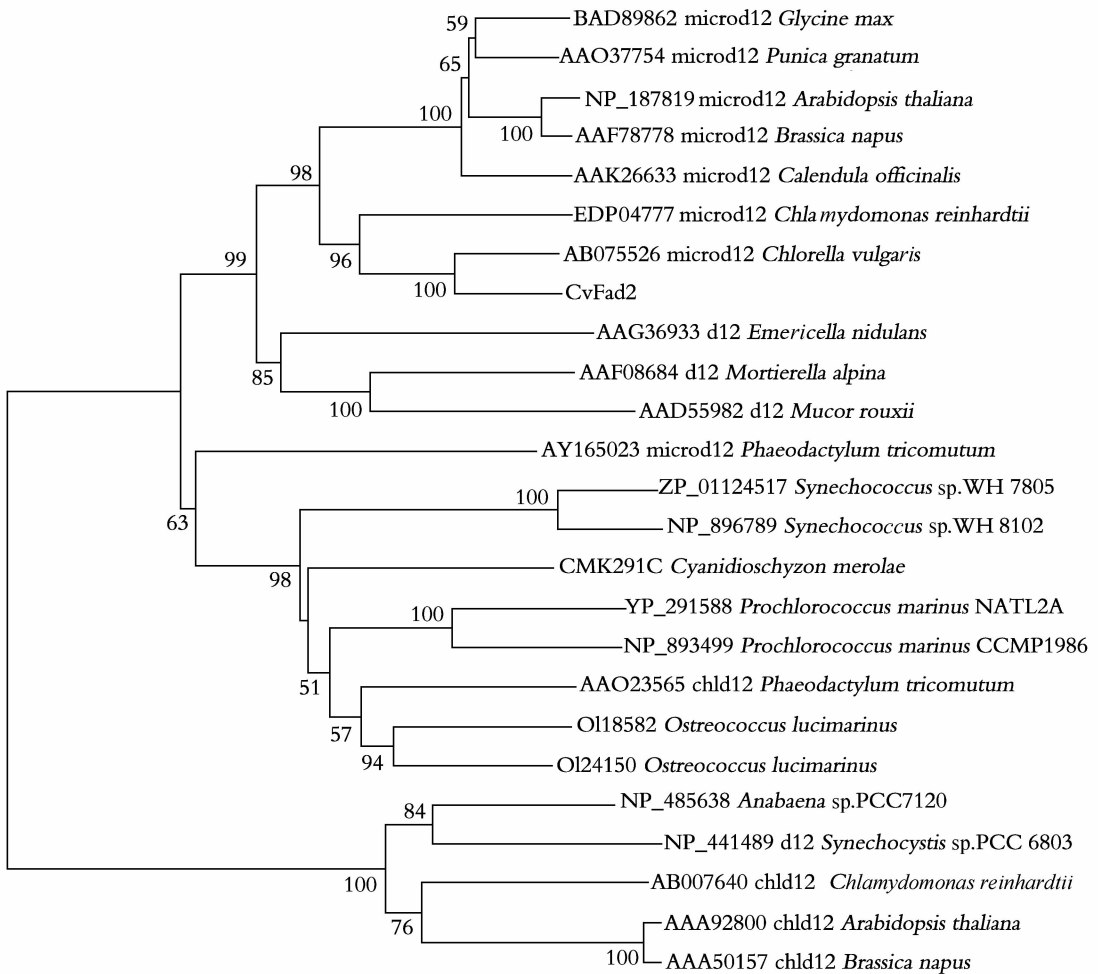 59
BAD89862 microd12 Glycine max
AAO37754 microd12 Punica granatum
65
NP_187819 microd12 Arabidopsis thaliana
100
100
AAF78778 microd12 Brassica napus
98
AAK26633 microd12 Calendula officinalis
EDP04777 microd12 Chlamydomonas reinhardtii
99
96
AB075526 microd12 Chlorella vulgaris
100
CvFad2
AAG36933 d12 Emericella nidulans
85
AAF08684 d12 Mortierella alpina
100
AAD55982 d12 Mucor rouxii
AY165023 microd12 Phaeodactylum tricomutum
100
ZP_01124517 Synechococcus sp.WH 7805
63
NP_896789 Synechococcus sp.WH 8102
98
CMK291C Cyanidioschyzon merolae
100
YP_291588 Prochlorococcus marinus NATL2A
NP_893499 Prochlorococcus marinus CCMP1986
51
AAO23565 chld12 Phaeodactylum tricomutum
57
Ol18582 Ostreococcus lucimarinus
94
Ol24150 Ostreococcus lucimarinus
84
NP_485638 Anabaena sp.PCC7120
NP_441489 d12 Synechocystis sp.PCC 6803
100
AB007640 chld12 Chlamydomonas reinhardtii
76
AAA92800 chld12 Arabidopsis thaliana
100
AAA50157 chld12 Brassica napus